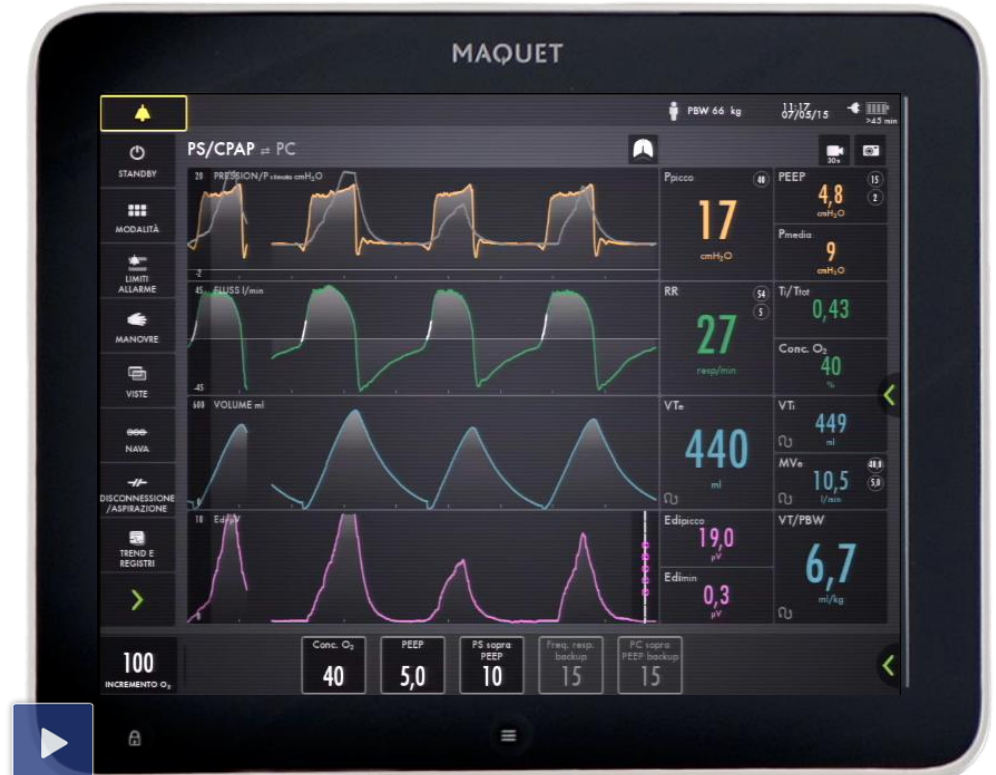 MAQUET
PBW 66 kg
11:17
07/05/15
>45 min
STANDBY
MODALITÀ
LIMITI
ALLARME
MANOVRE
VISTE
NAVA
DISCONNESSIONE
/ASPIRAZIONE
TREND E
REGISTRI
100
INCREMENTO O₂
PS/CPAP ⇌ PC
30s
20 PRESSION/P stimata cmH₂O
-2
45 FLUSS l/min
-45
600 VOLUME ml
0
10 Edi µV
0
Ppicco 40
17
cmH₂O
PEEP 15
4,8 2
cmH₂O
Pmedia
9
cmH₂O
RR 54
5
27
resp/min
Ti/Ttot
0,43
Conc. O₂
40
%
VTe
440
ml
VTi
449
ml
MVe 40,0
10,5 5,0
l/min
Edipicco
19,0
µV
Edimin
0,3
µV
VT/PBW
6,7
ml/kg
Conc. O₂
40
PEEP
5,0
PS sopra
PEEP
10
Freq. resp.
backup
15
PC sopra
PEEP backup
15